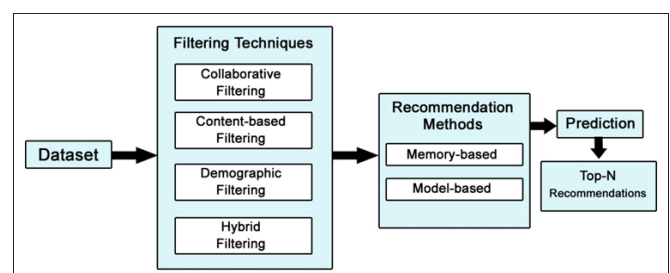 Dataset
Filtering Techniques
Collaborative
Filtering
Content-based
Filtering
Demographic
Filtering
Hybrid
Filtering
Recommendation
Methods
Memory-based
Model-based
Prediction
Top-N
Recommendations